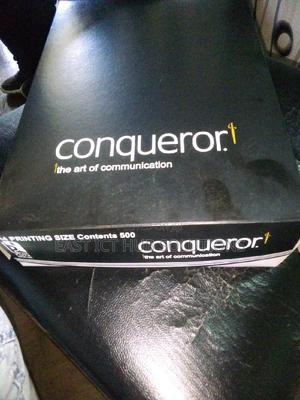 conqueror.
the art of communication
PRINTING SIZE Contents 500
conqueror.
the art of communication